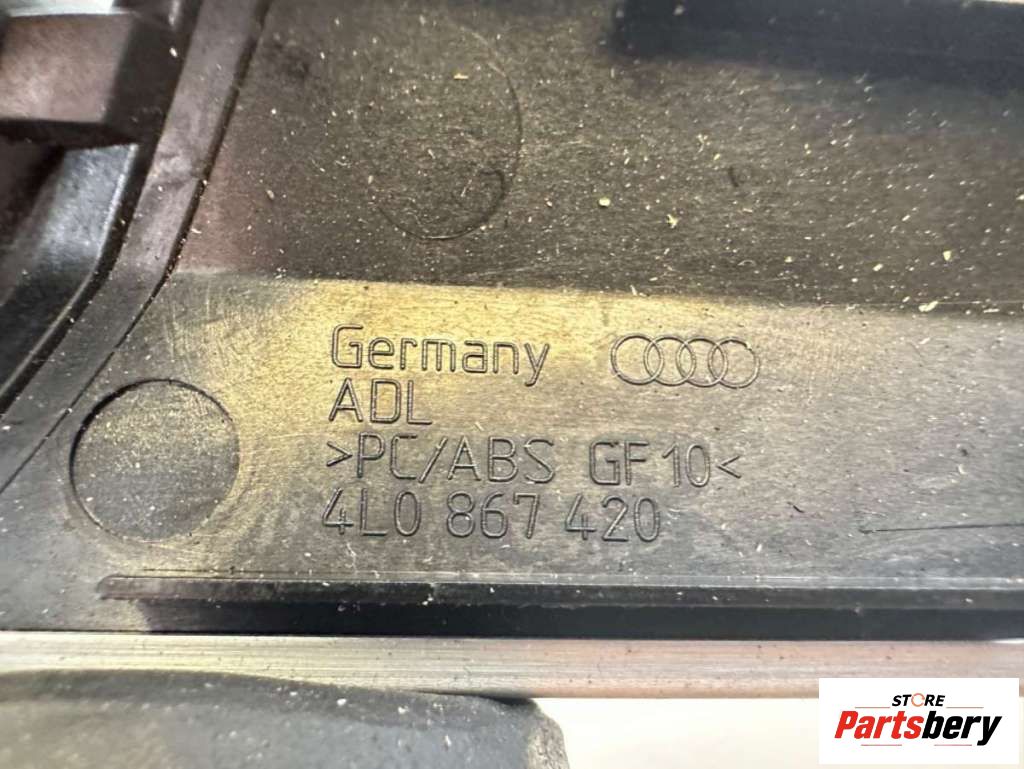 Germany
ADL
>PC/ABS GF10<
4L0 867 420
STORE
Partsbery